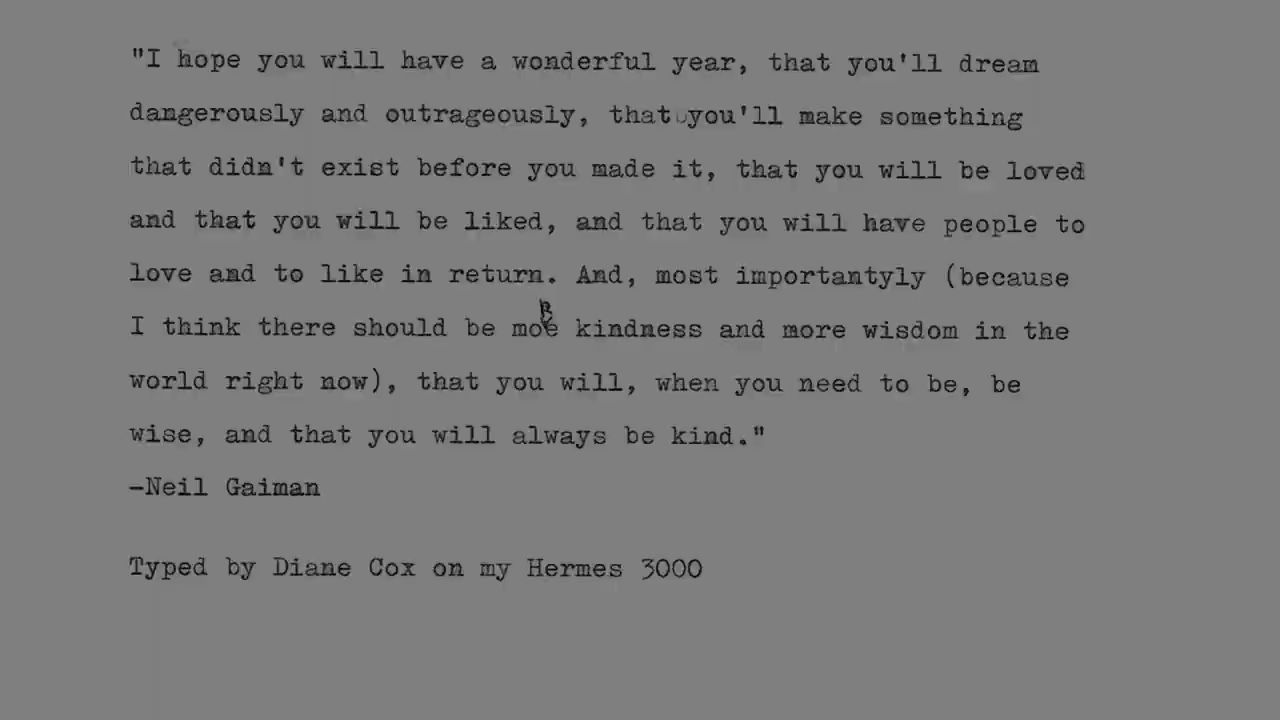 "I hope you will have a wonderful year, that you'll dream
dangerously and outrageously, that you'll make something
that didn't exist before you made it, that you will be loved
and that you will be liked, and that you will have people to
love and to like in return. And, most importantyly (because
I think there should be moe kindness and more wisdom in the
world right now), that you will, when you need to be, be
wise, and that you will always be kind."
-Neil Gaiman
Typed by Diane Cox on my Hermes 3000